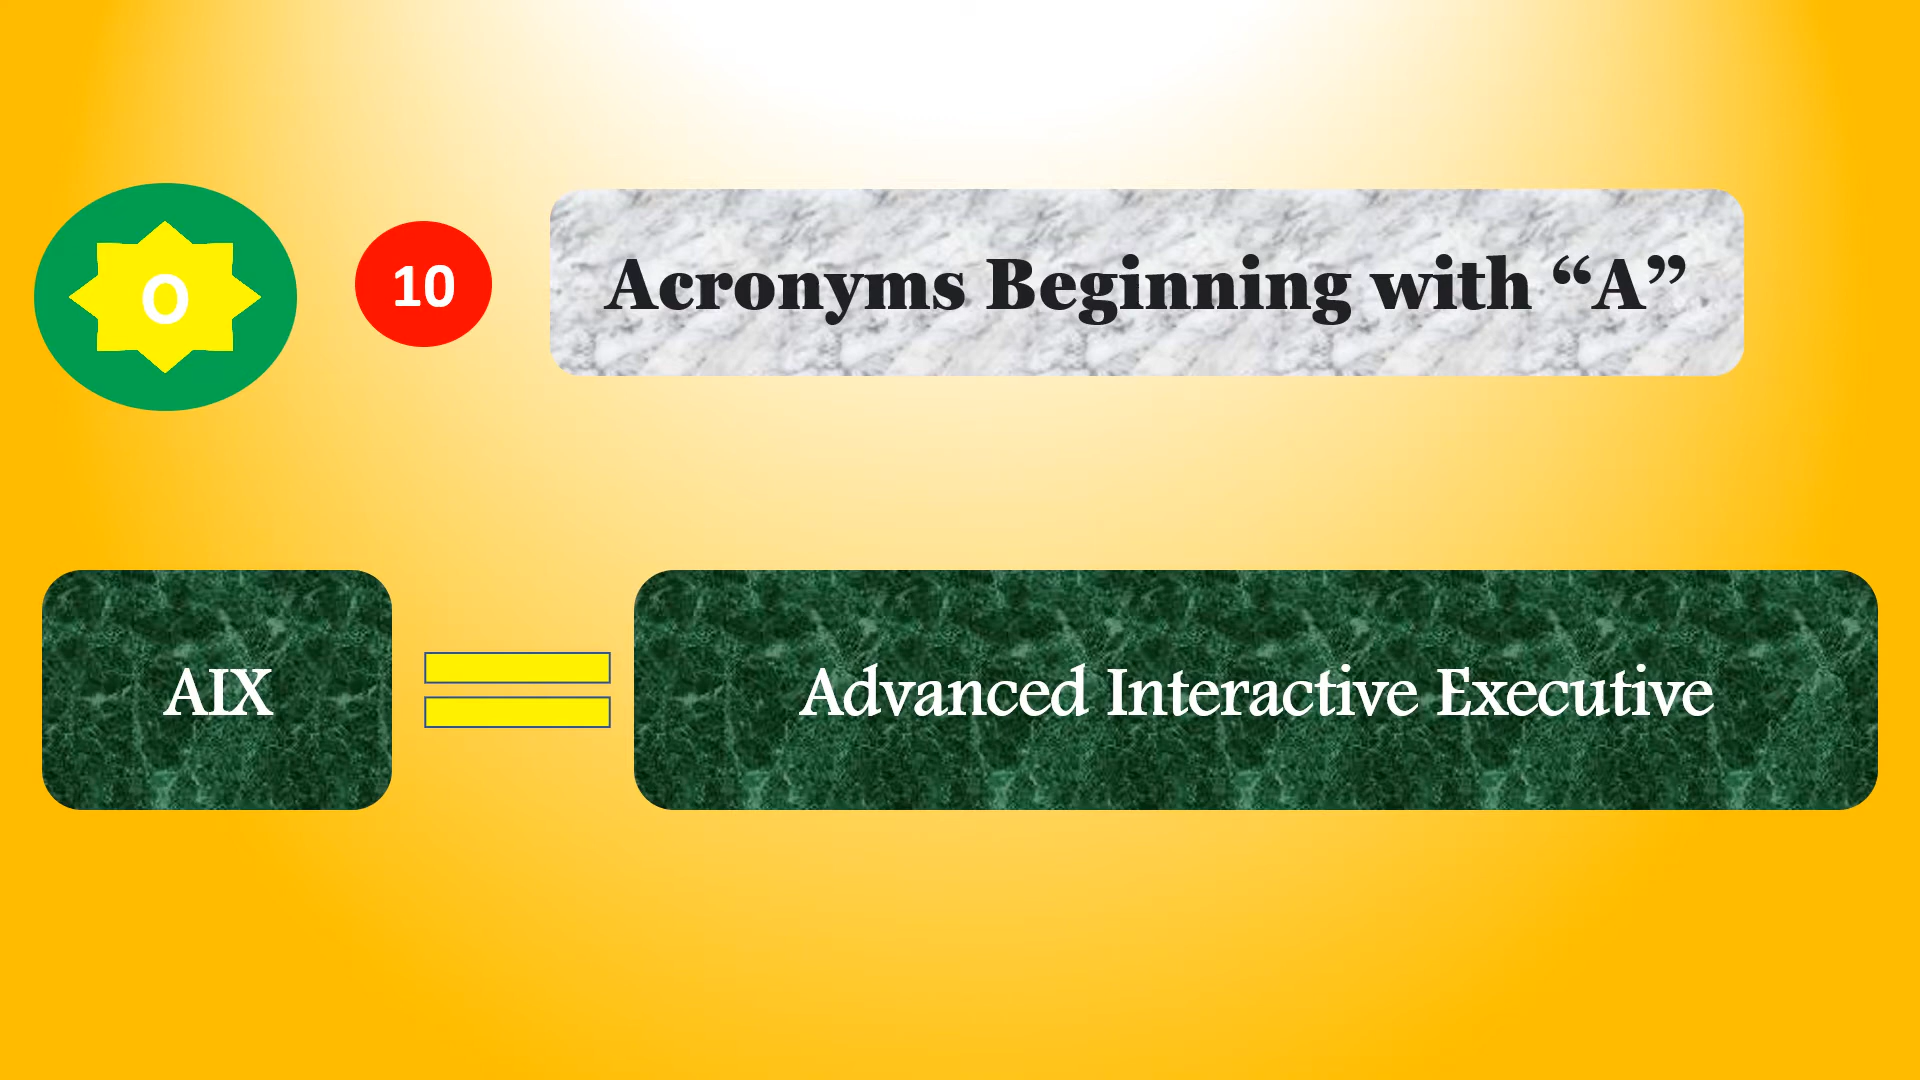 O
10
Acronyms Beginning with “A”
AIX
Advanced Interactive Executive